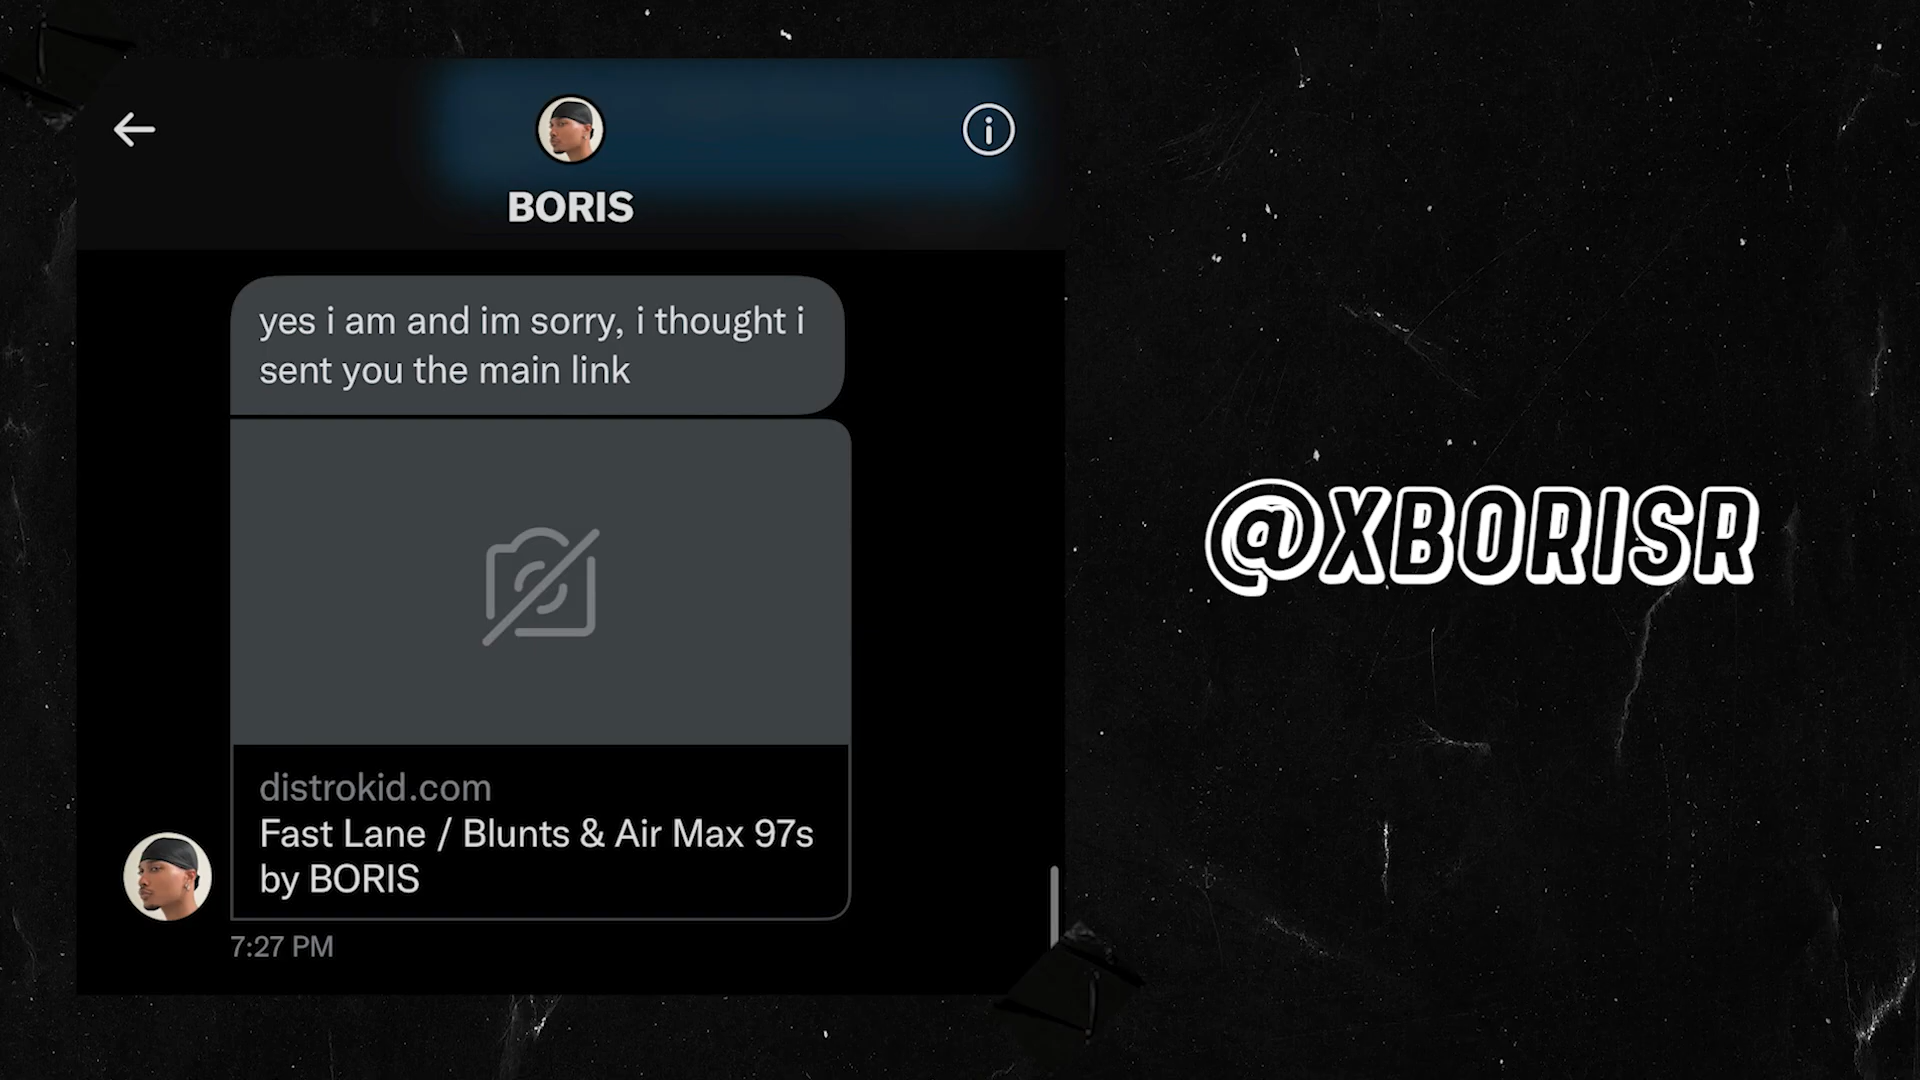 BORIS
yes i am and im sorry, i thought i
sent you the main link
distrokid.com
Fast Lane / Blunts & Air Max 97s
by BORIS
7:27 PM
@XBORISR